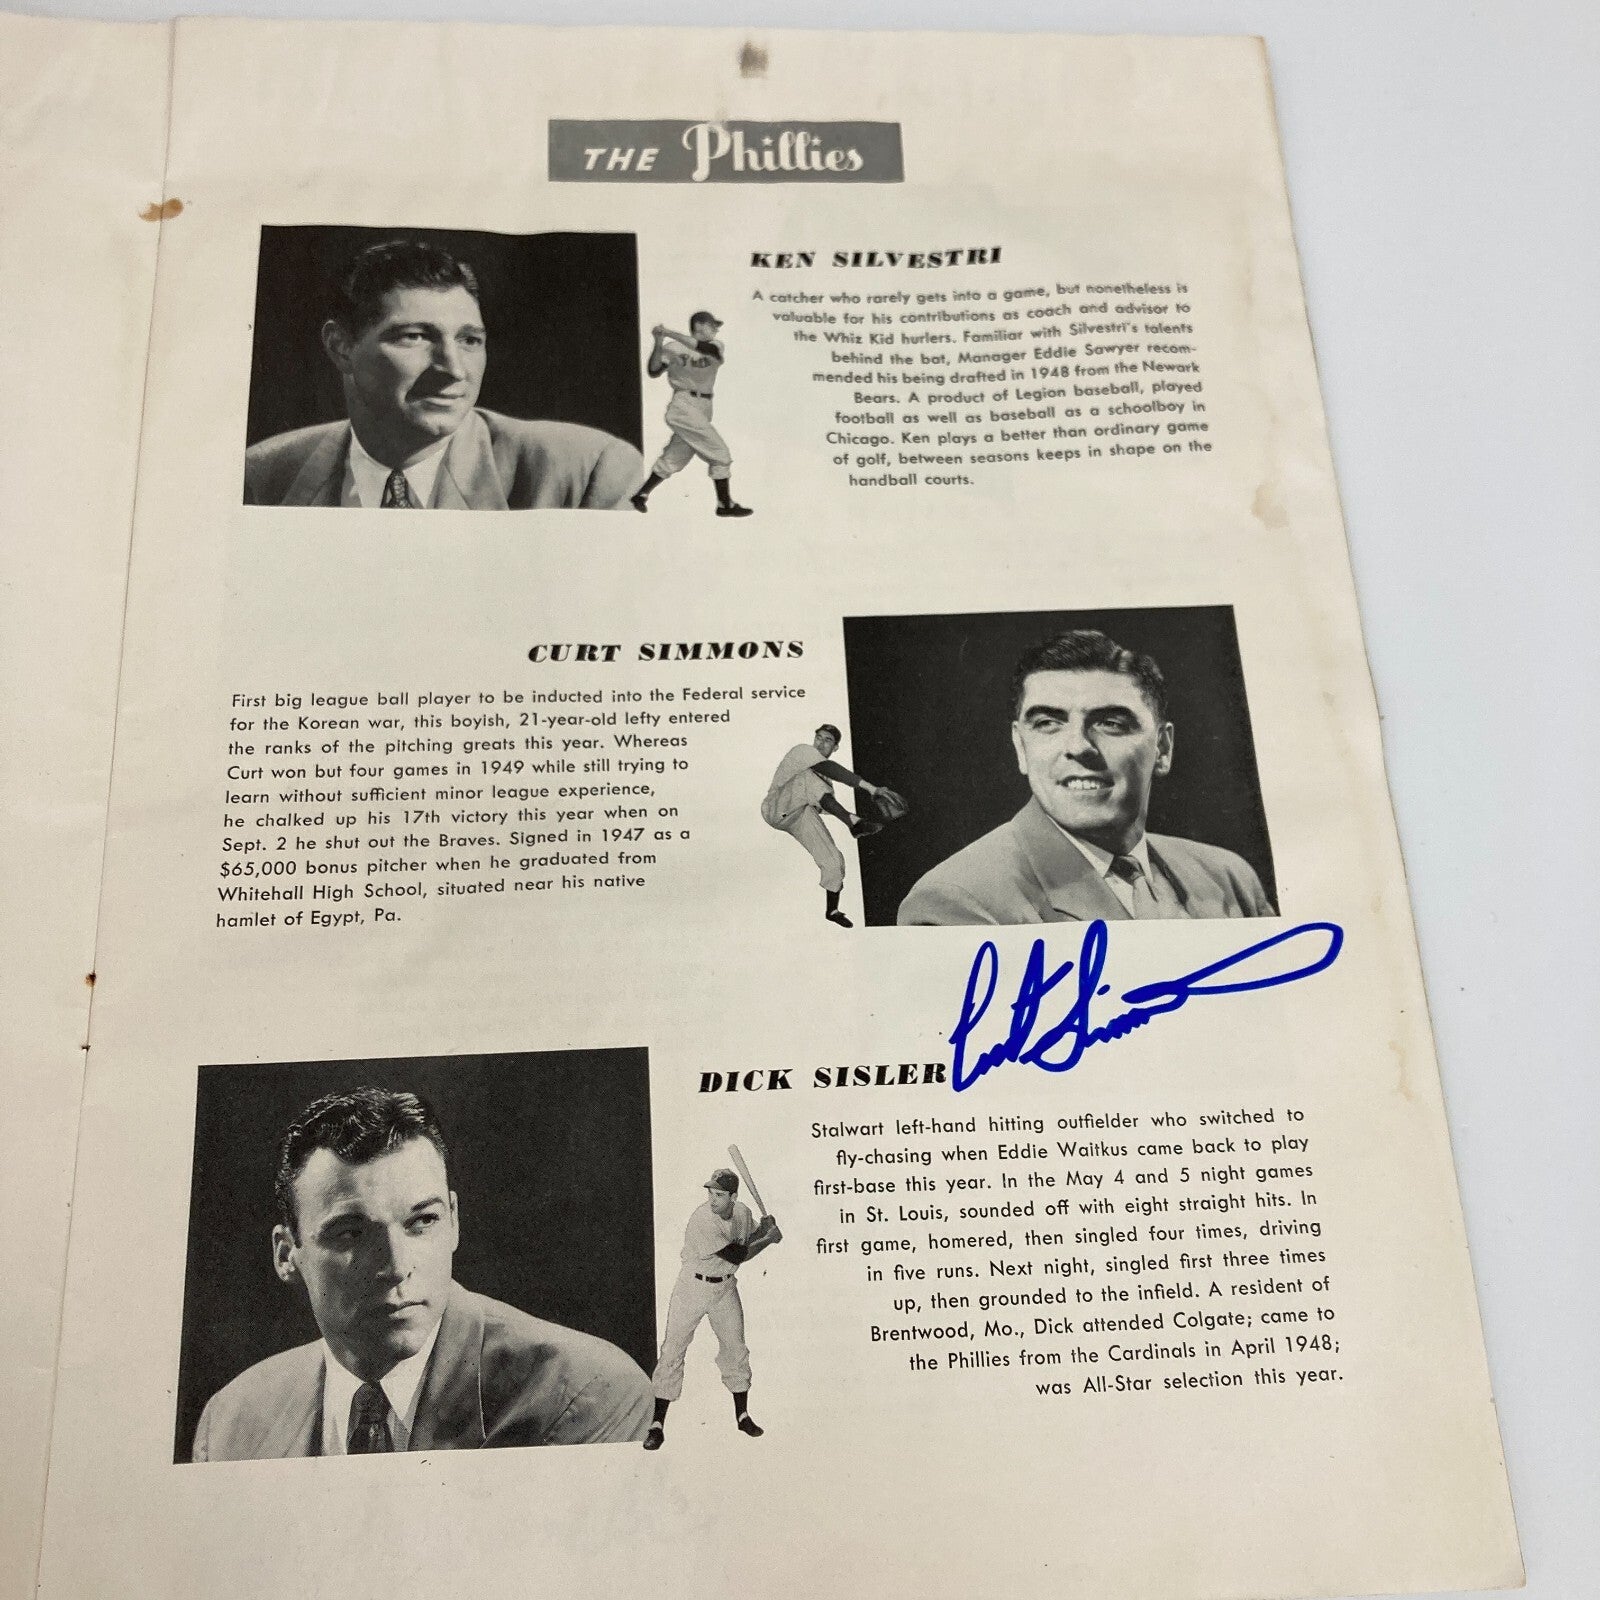 THE Phillies
KEN SILVESTRI
A catcher who rarely gets into a game, but nonetheless is
valuable for his contributions as coach and advisor to
the Whiz Kid hurlers. Familiar with Silvestri's talents
behind the bat, Manager Eddie Sawyer recom-
mended his being drafted in 1948 from the Newark
Bears. A product of Legion baseball, played
football as well as baseball as a schoolboy in
Chicago. Ken plays a better than ordinary game
of golf, between seasons keeps in shape on the
handball courts.
CURT SIMMONS
First big league ball player to be inducted into the Federal service
for the Korean war, this boyish, 21-year-old lefty entered
the ranks of the pitching greats this year. Whereas
Curt won but four games in 1949 while still trying to
learn without sufficient minor league experience,
he chalked up his 17th victory this year when on
Sept. 2 he shut out the Braves. Signed in 1947 as a
$65,000 bonus pitcher when he graduated from
Whitehall High School, situated near his native
hamlet of Egypt, Pa.
Curt Simmons
DICK SISLER
Stalwart left-hand hitting outfielder who switched to
fly-chasing when Eddie Waitkus came back to play
first-base this year. In the May 4 and 5 night games
in St. Louis, sounded off with eight straight hits. In
first game, homered, then singled four times, driving
in five runs. Next night, singled first three times
up, then grounded to the infield. A resident of
Brentwood, Mo., Dick attended Colgate; came to
the Phillies from the Cardinals in April 1948;
was All-Star selection this year.